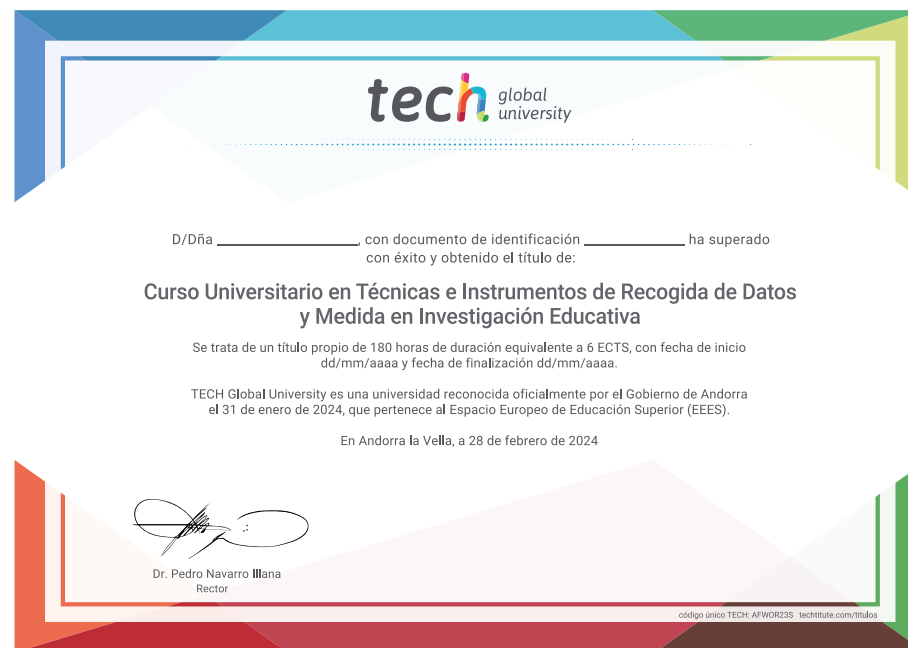 tech global university
D/Dña ____________________, con documento de identificación ______________ ha superado
con éxito y obtenido el título de:
Curso Universitario en Técnicas e Instrumentos de Recogida de Datos
y Medida en Investigación Educativa
Se trata de un título propio de 180 horas de duración equivalente a 6 ECTS, con fecha de inicio
dd/mm/aaaa y fecha de finalización dd/mm/aaaa.
TECH Global University es una universidad reconocida oficialmente por el Gobierno de Andorra
el 31 de enero de 2024, que pertenece al Espacio Europeo de Educación Superior (EEES).
En Andorra la Vella, a 28 de febrero de 2024
Dr. Pedro Navarro Illana
Rector
código único TECH: AFWOR23S techtitute.com/titulos